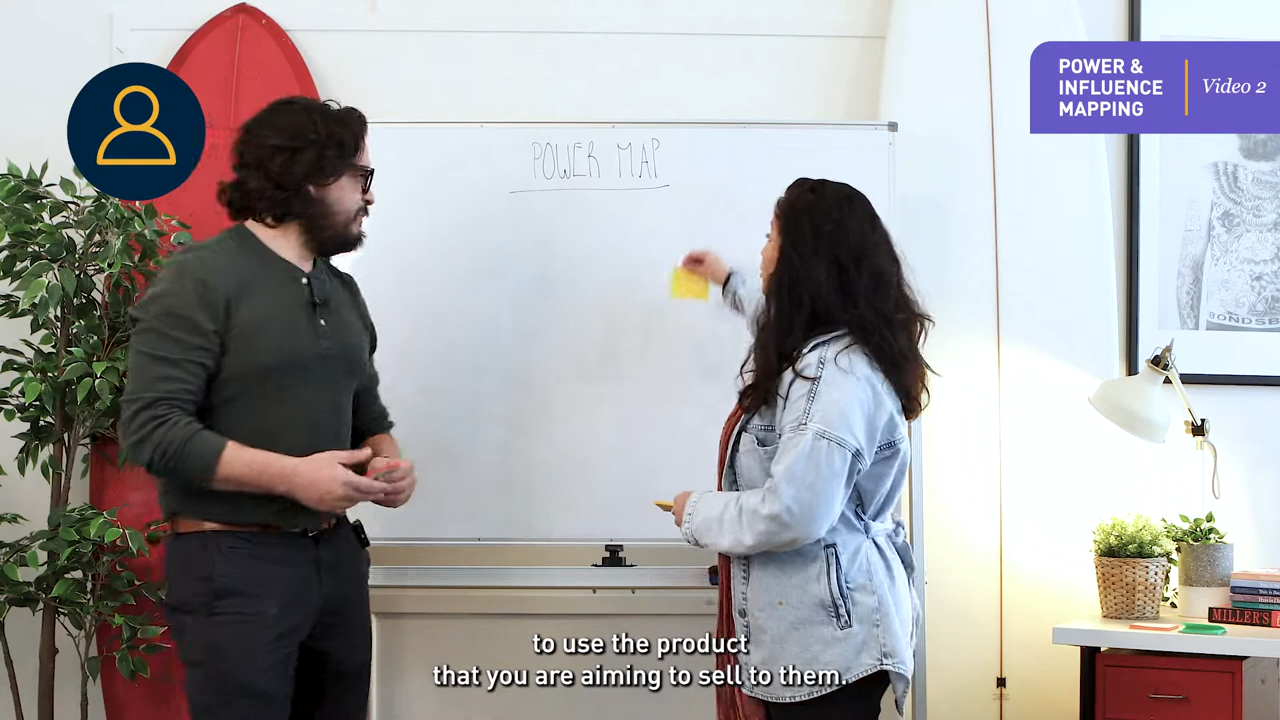 POWER &
INFLUENCE
MAPPING
Video 2
POWER MAP
BONDSB
MILLER'S
to use the product
that you are aiming to sell to them.